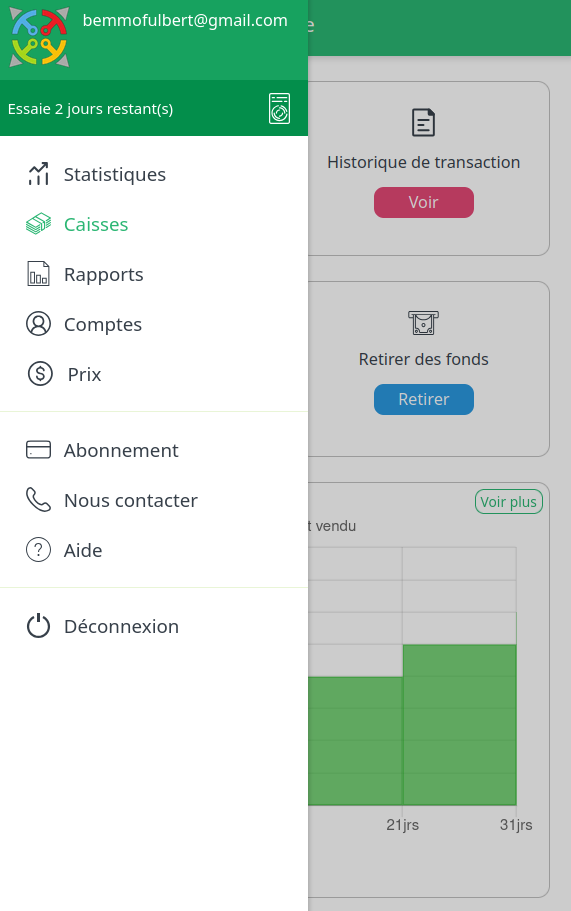 bemmofulbert@gmail.com
e
Essaie 2 jours restant(s)
Statistiques
Caisses
Rapports
Comptes
Prix
Abonnement
Nous contacter
Aide
Déconnexion
Historique de transaction
Voir
Retirer des fonds
Retirer
Voir plus
t vendu
21jrs
31jrs